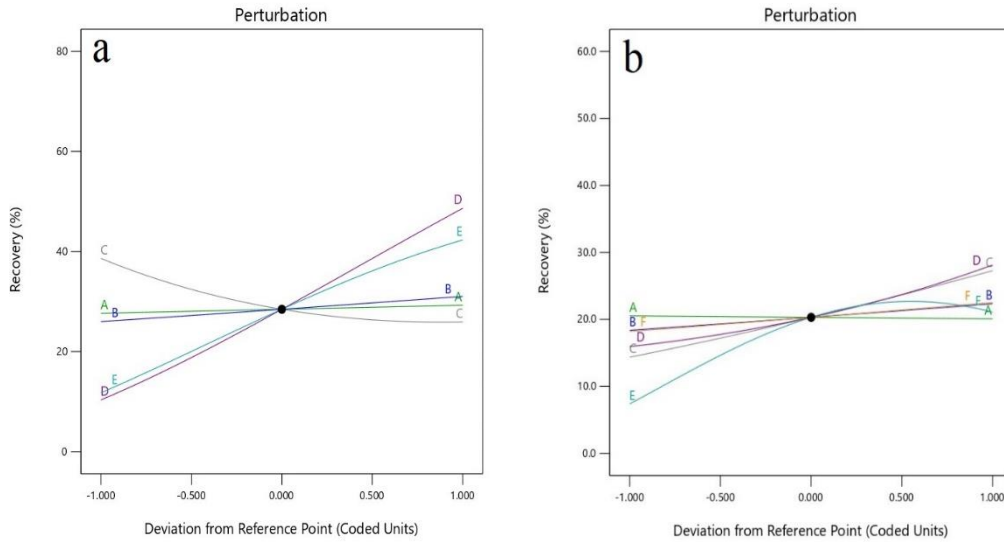 Perturbation
a
80
60
40
20
0
Recovery (%)
C
A
B
E
D
D
E
B
A
C
-1.000 -0.500 0.000 0.500 1.000
Deviation from Reference Point (Coded Units)
Perturbation
b
60.0
50.0
40.0
30.0
20.0
10.0
0.0
Recovery (%)
A
B F
D
C
E
D C
F E B
A
-1.000 -0.500 0.000 0.500 1.000
Deviation from Reference Point (Coded Units)